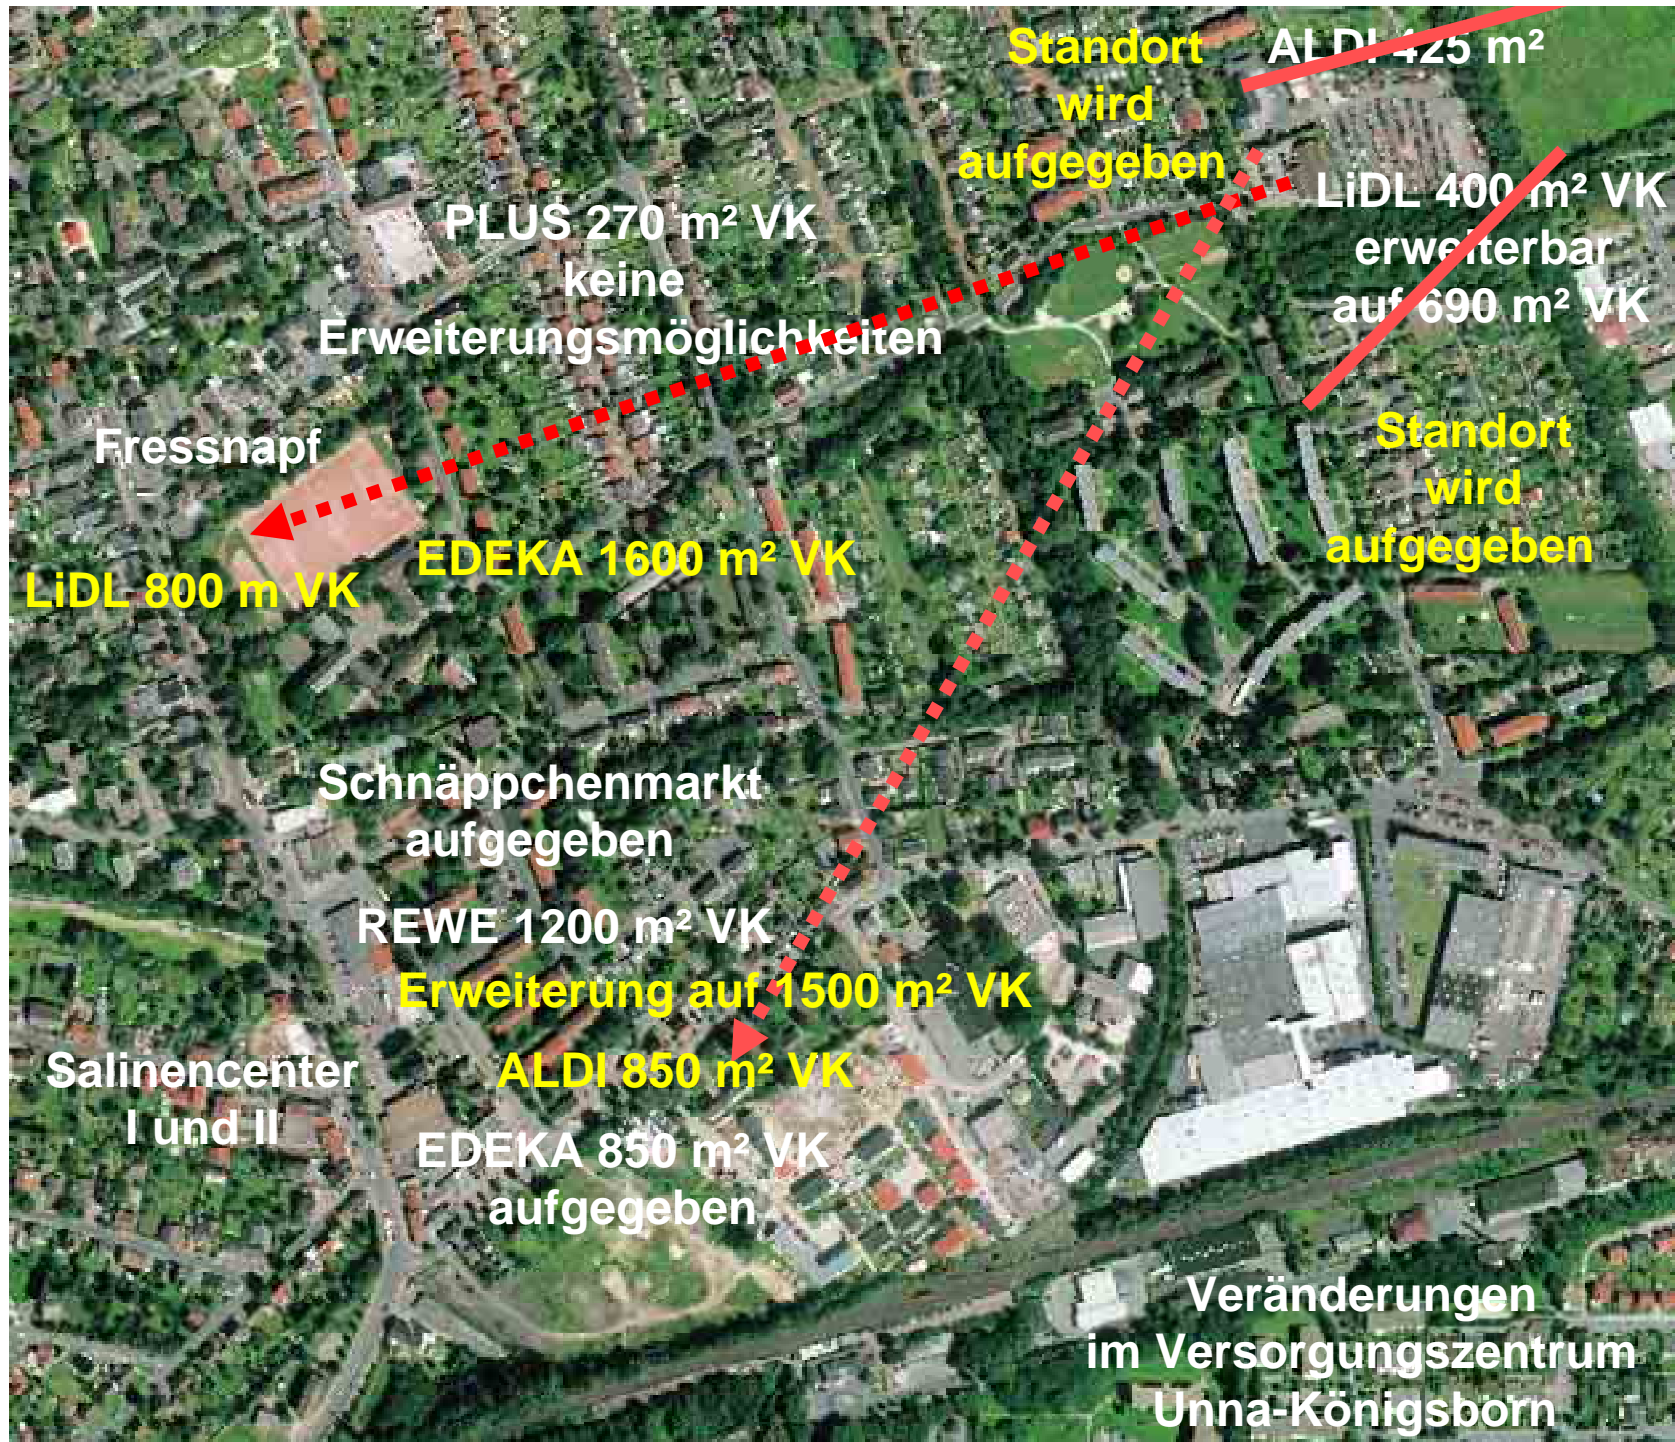 Standort
wird
aufgegeben
ALDI 425 m²
LiDL 400 m² VK
erweiterbar
auf 690 m² VK
PLUS 270 m² VK
keine
Erweiterungsmöglichkeiten
Fressnapf
Standort
wird
aufgegeben
EDEKA 1600 m² VK
LiDL 800 m VK
Schnäppchenmarkt
aufgegeben
REWE 1200 m² VK
Erweiterung auf 1500 m² VK
Salinencenter
I und II
ALDI 850 m² VK
EDEKA 850 m² VK
aufgegeben
Veränderungen
im Versorgungszentrum
Unna-Königsborn